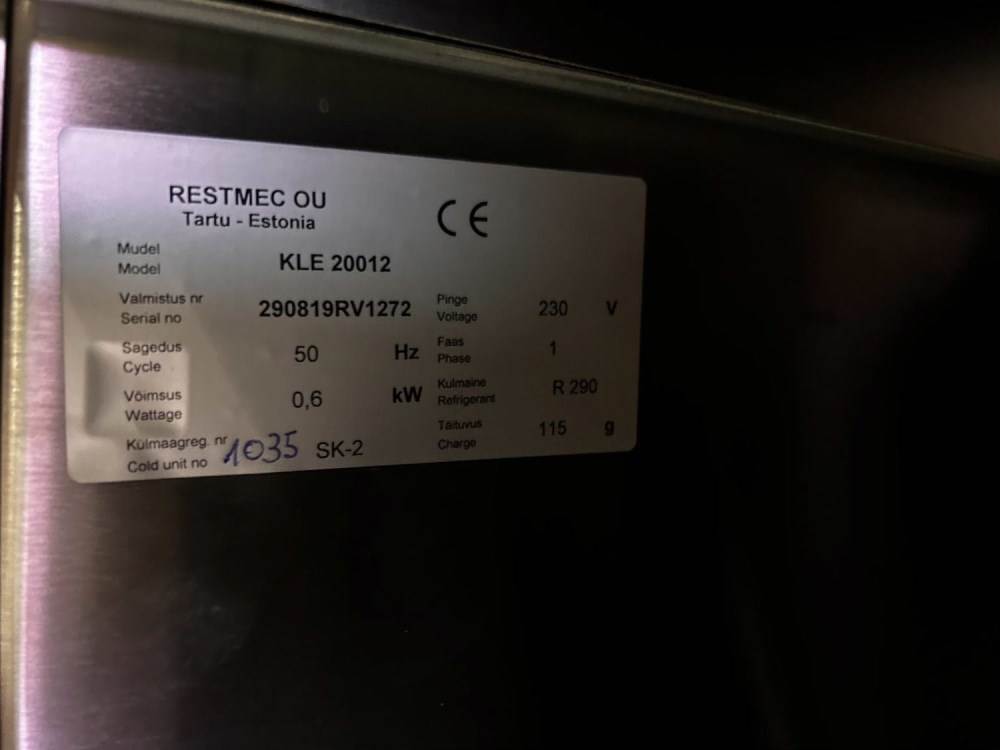 RESTMEC OU
Tartu - Estonia
CE
Mudel
Model
KLE 20012
Valmistus nr
Serial no
290819RV1272
Pinge
Voltage
230 V
Sagedus
Cycle
50 Hz
Faas
Phase
1
Võimsus
Wattage
0,6 kW
Kulmaine
Refrigerant
R 290
Külmaagreg. nr
Cold unit no
1035 SK-2
Täituvus
Charge
115 g